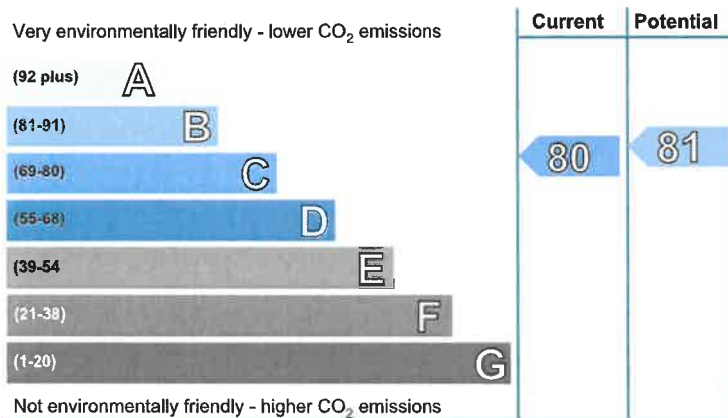 Very environmentally friendly - lower CO₂ emissions
Current Potential
(92 plus) A
(81-91) B
(69-80) C
80 81
(55-68) D
(39-54 E
(21-38) F
(1-20) G
Not environmentally friendly - higher CO₂ emissions